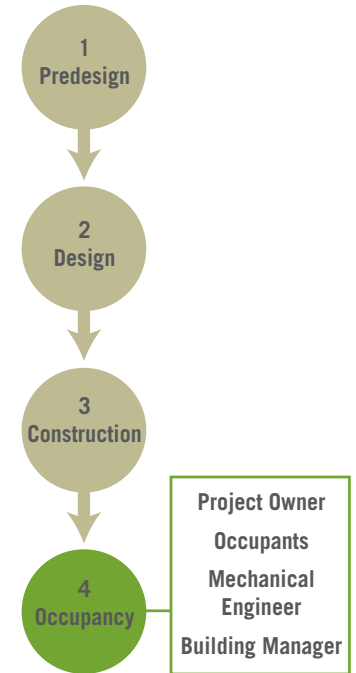 1
Predesign
2
Design
3
Construction
4
Occupancy
Project Owner
Occupants
Mechanical
Engineer
Building Manager